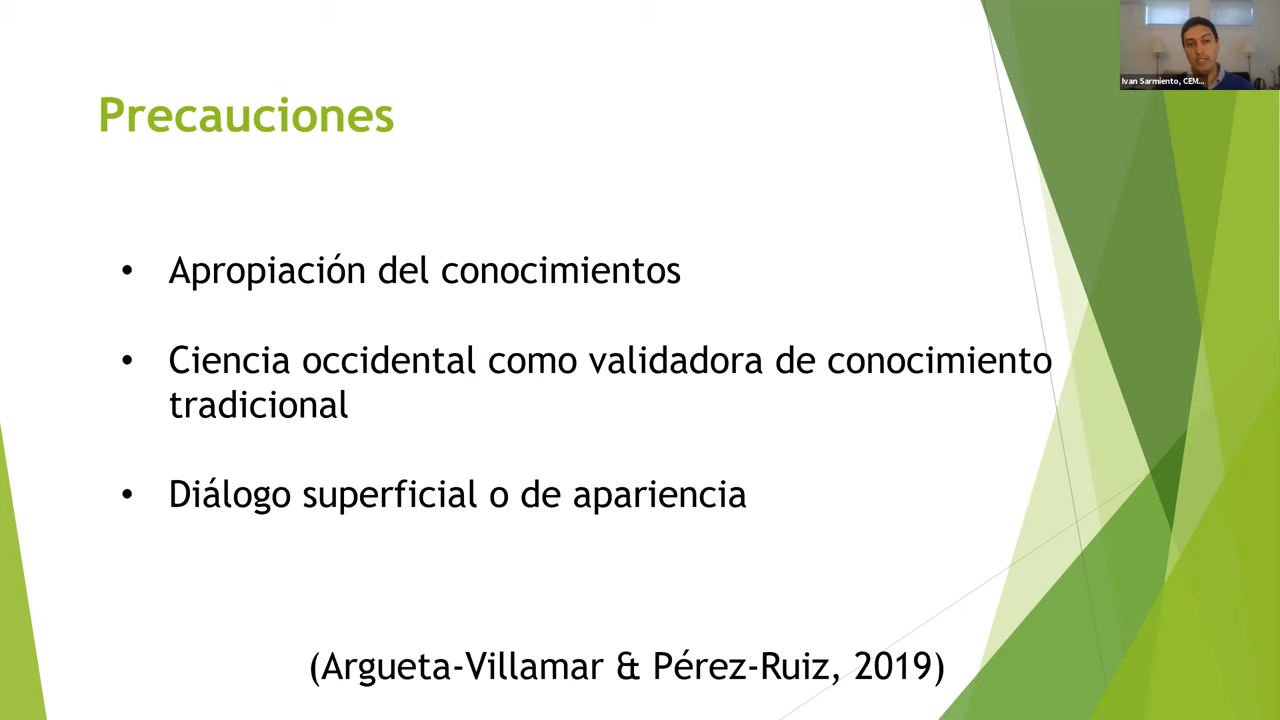 Ivan Sarmiento, CEM...
Precauciones
• Apropiación del conocimientos
• Ciencia occidental como validadora de conocimiento
tradicional
• Diálogo superficial o de apariencia
(Argueta-Villamar & Pérez-Ruiz, 2019)